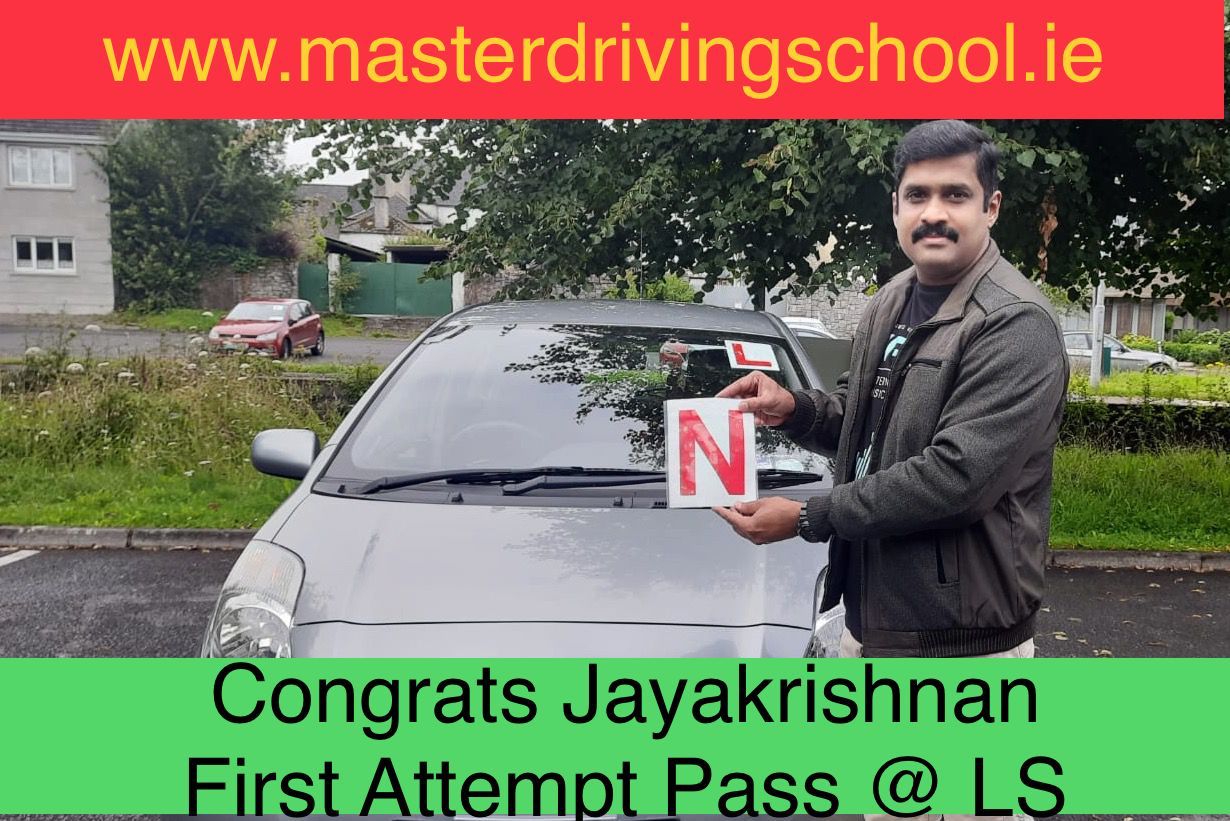 www.masterdrivingschool.ie
L
N
Congrats Jayakrishnan
First Attempt Pass @ LS